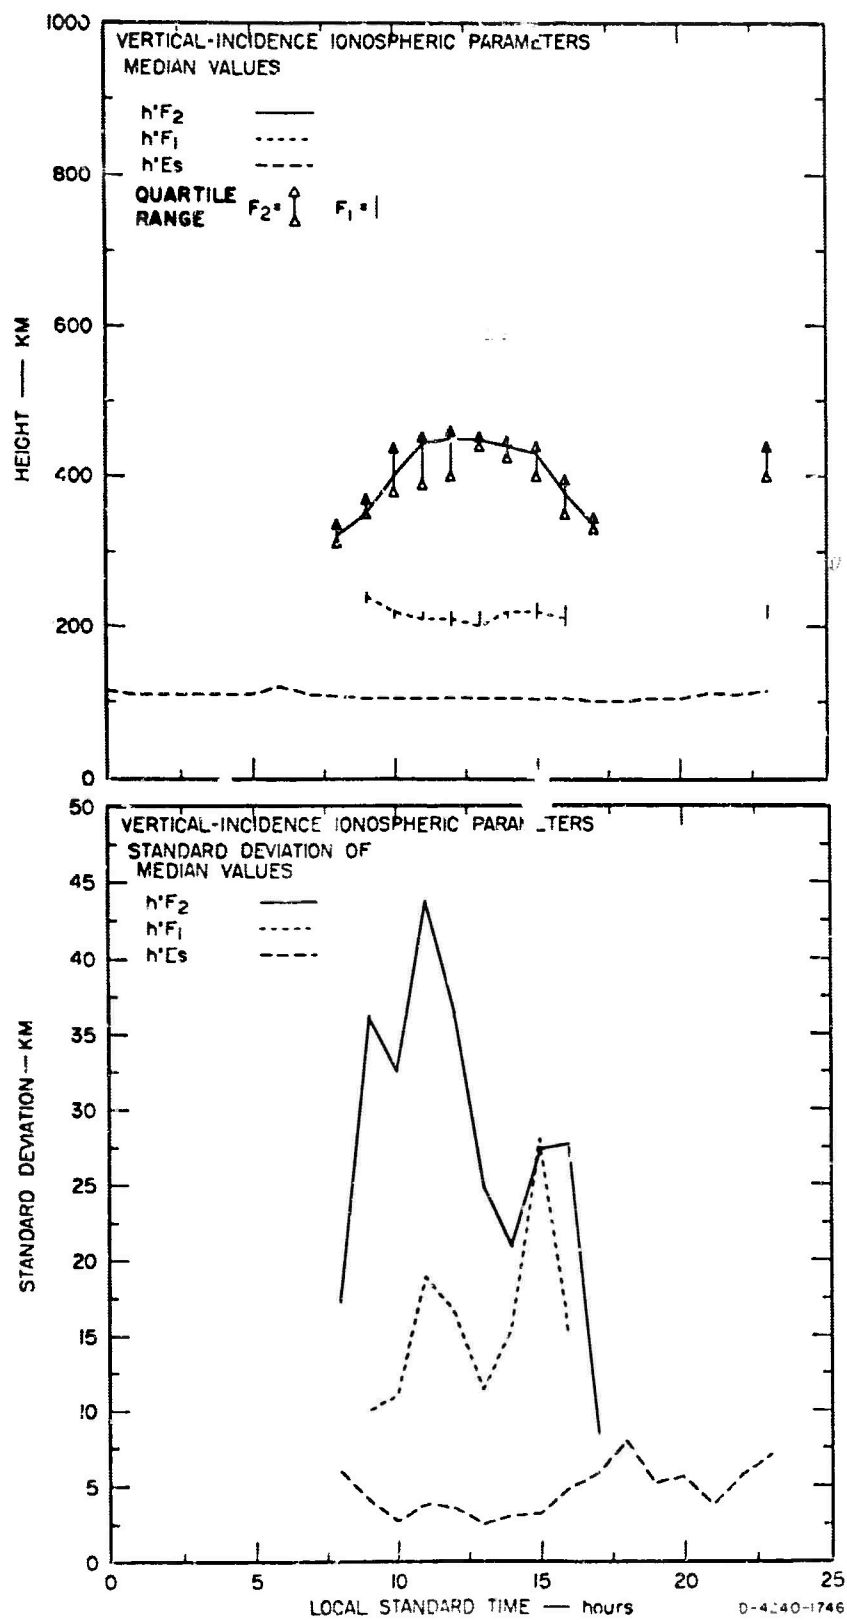 1000
VERTICAL-INCIDENCE IONOSPHERIC PARAMETERS
MEDIAN VALUES
h'F2
h'F1
h'Es
QUARTILE RANGE F2= F1 =
800
600
400
200
0
HEIGHT — KM
50
VERTICAL-INCIDENCE IONOSPHERIC
STANDARD DEVIATION OF
MEDIAN VALUES
h'F2
h'F1
h'Es
45
40
35
30
25
20
15
10
5
0
STANDARD DEVIATION — KM
0 5 10 15 20 25
LOCAL STANDARD TIME — hours